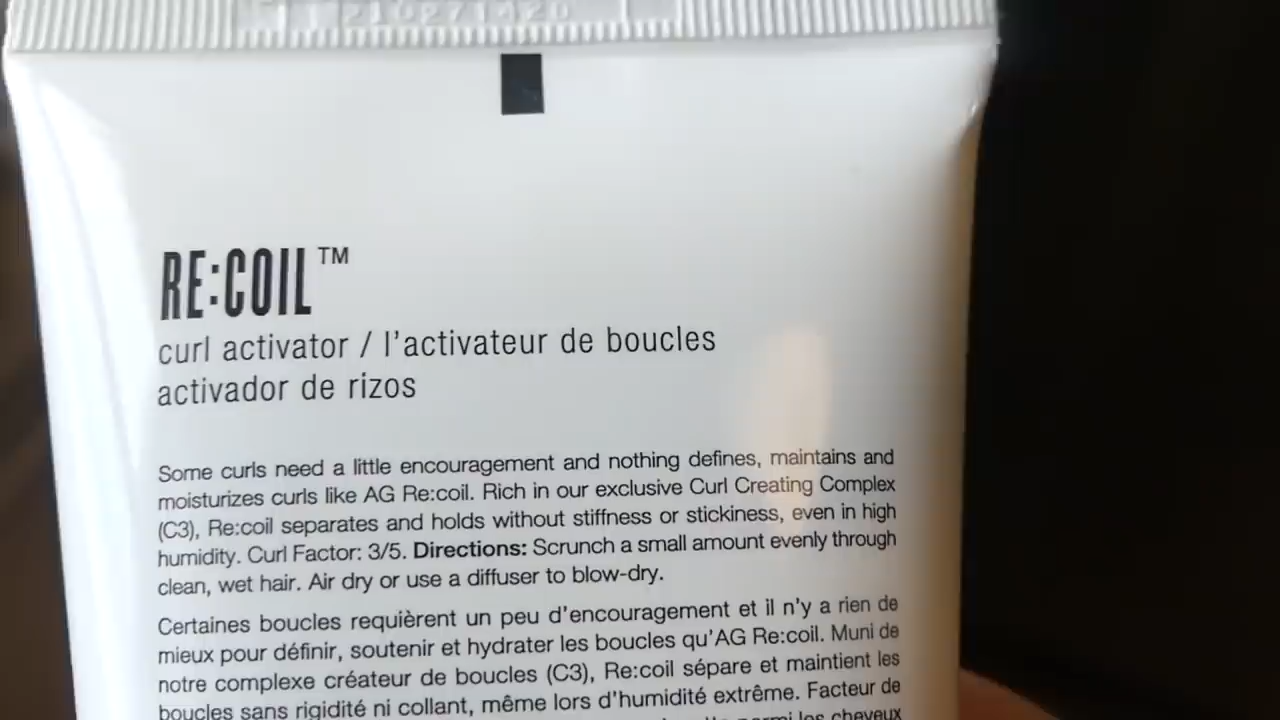 RE:COIL™
curl activator / l'activateur de boucles
activador de rizos
Some curls need a little encouragement and nothing defines, maintains and
moisturizes curls like AG Re:coil. Rich in our exclusive Curl Creating Complex
(C3), Re:coil separates and holds without stiffness or stickiness, even in high
humidity. Curl Factor: 3/5. Directions: Scrunch a small amount evenly through
clean, wet hair. Air dry or use a diffuser to blow-dry.
Certaines boucles requièrent un peu d'encouragement et il n'y a rien de
mieux pour définir, soutenir et hydrater les boucles qu'AG Re:coil. Muni de
notre complexe créateur de boucles (C3), Re:coil sépare et maintient les
boucles sans rigidité ni collant, même lors d'humidité extrême. Facteur de
parmi les cheveux